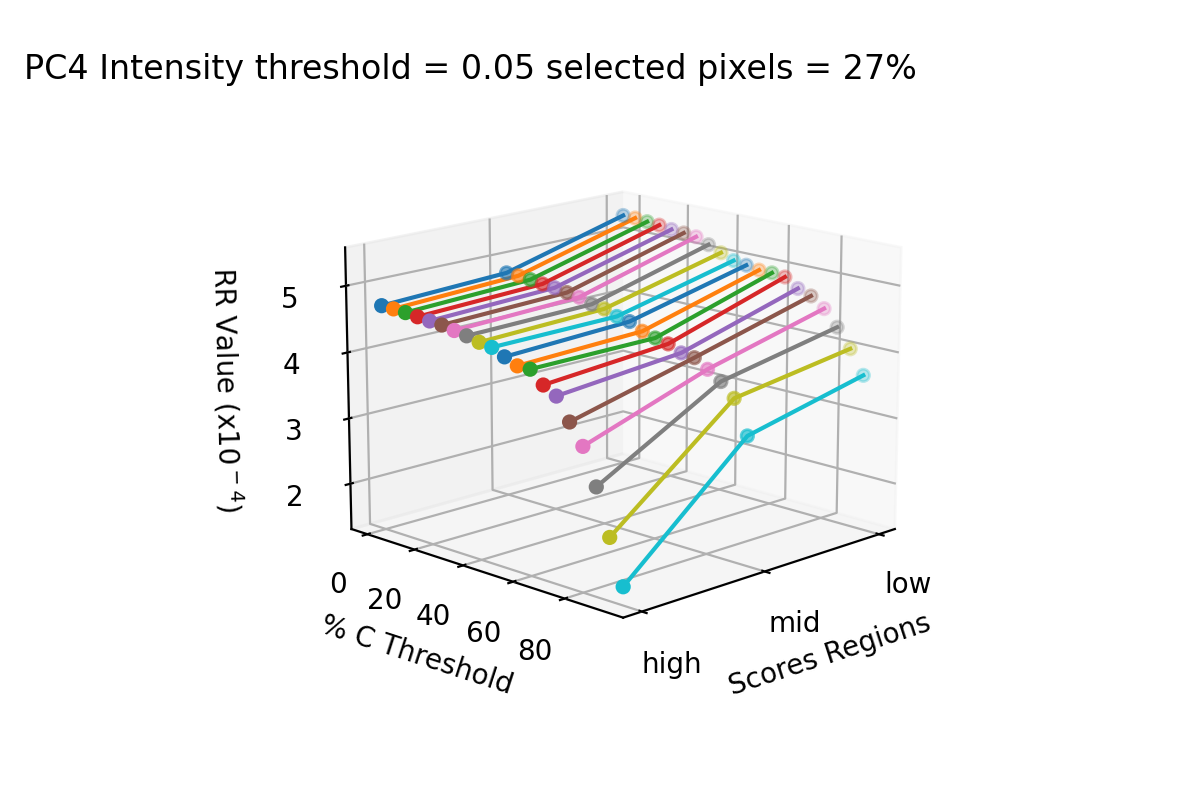 PC4 Intensity threshold = 0.05 selected pixels = 27%
RR Value (x10⁻⁴)
5
4
3
2
0
20
40
60
80
% C Threshold
high
mid
low
Scores Regions